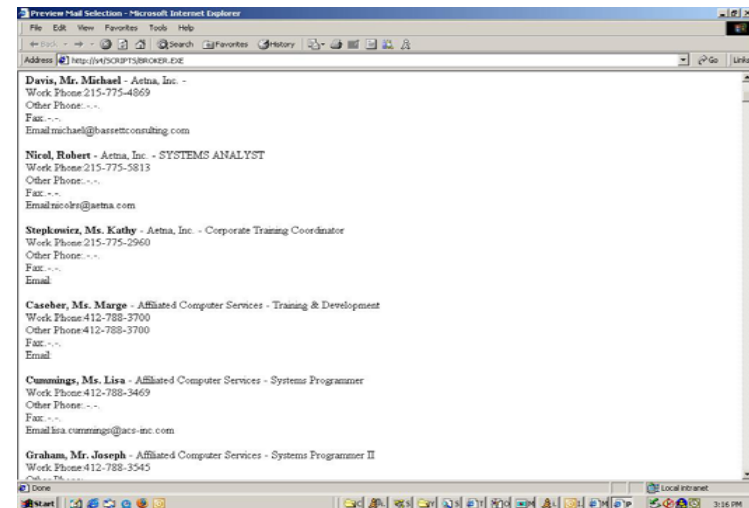 Preview Mail Selection - Microsoft Internet Explorer
File Edit View Favorites Tools Help
Back Search Favorites History
Address http://s4/SCRIPTS/BROKER.EXE Go Links
Davis, Mr. Michael - Aetna, Inc. -
Work Phone:215-775-4869
Other Phone:.-.-.
Fax:.-.-.
Email:michael@bassettconsulting.com
Nicol, Robert - Aetna, Inc. - SYSTEMS ANALYST
Work Phone:215-775-5813
Other Phone:.-.-.
Fax:.-.-.
Email:nicolrs@aetna.com
Stepkowicz, Ms. Kathy - Aetna, Inc. - Corporate Training Coordinator
Work Phone:215-775-2960
Other Phone:.-.-.
Fax:.-.-.
Email:
Caseber, Ms. Marge - Affiliated Computer Services - Training & Development
Work Phone:412-788-3700
Other Phone:412-788-3700
Fax:.-.-.
Email:
Cummings, Ms. Lisa - Affiliated Computer Services - Systems Programmer
Work Phone:412-788-3469
Other Phone:.-.-.
Fax:.-.-.
Email:lisa.cummings@acs-inc.com
Graham, Mr. Joseph - Affiliated Computer Services - Systems Programmer II
Work Phone:412-788-3545
Done Local intranet
Start 3:16 PM